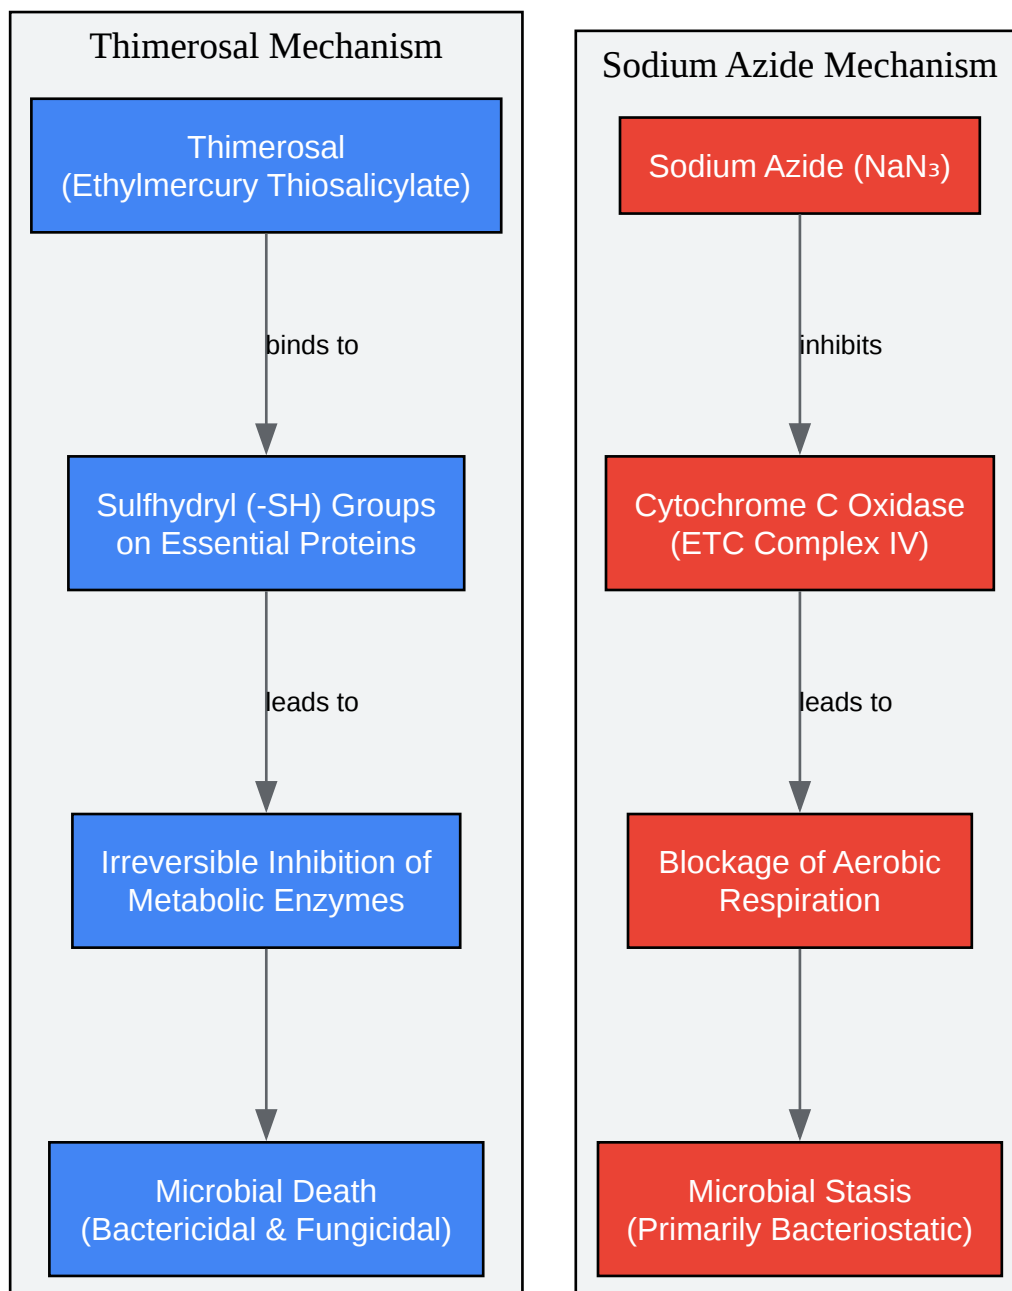 Thimerosal Mechanism
Thimerosal
(Ethylmercury Thiosalicylate)
binds to
Sulfhydryl (-SH) Groups
on Essential Proteins
leads to
Irreversible Inhibition of
Metabolic Enzymes
Microbial Death
(Bactericidal & Fungicidal)
Sodium Azide Mechanism
Sodium Azide (NaN₃)
inhibits
Cytochrome C Oxidase
(ETC Complex IV)
leads to
Blockage of Aerobic
Respiration
Microbial Stasis
(Primarily Bacteriostatic)